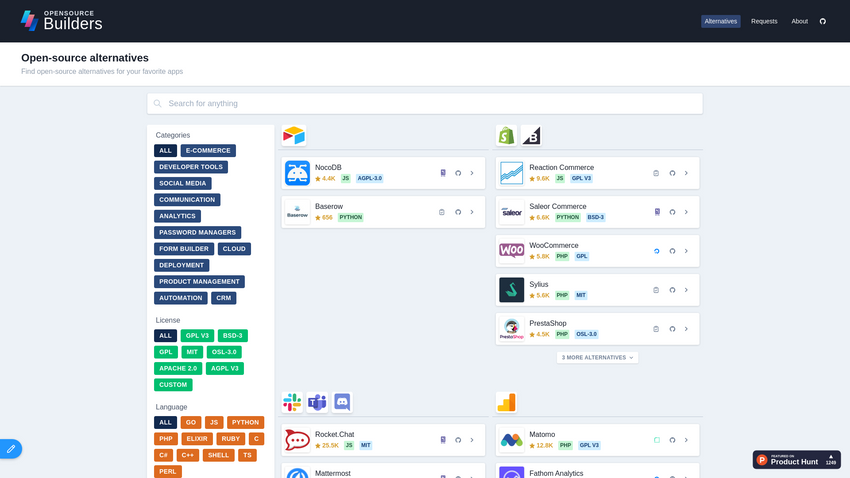 OPENSOURCE
Builders
Alternatives
Requests
About
Open-source alternatives
Find open-source alternatives for your favorite apps
Search for anything
Categories
ALL
E-COMMERCE
DEVELOPER TOOLS
SOCIAL MEDIA
COMMUNICATION
ANALYTICS
PASSWORD MANAGERS
FORM BUILDER
CLOUD
DEPLOYMENT
PRODUCT MANAGEMENT
AUTOMATION
CRM
License
ALL
GPL V3
BSD-3
GPL
MIT
OSL-3.0
APACHE 2.0
AGPL V3
CUSTOM
Language
ALL
GO
JS
PYTHON
PHP
ELIXIR
RUBY
C
C#
C++
SHELL
TS
PERL
NocoDB
4.4K
JS
AGPL-3.0
Baserow
Baserow
656
PYTHON
Reaction Commerce
9.6K
JS
GPL V3
saleor
Saleor Commerce
6.6K
PYTHON
BSD-3
WOO
WooCommerce
5.8K
PHP
GPL
Sylius
5.6K
PHP
MIT
PrestaShop
PrestaShop
4.5K
PHP
OSL-3.0
3 MORE ALTERNATIVES
Rocket.Chat
25.5K
JS
MIT
Mattermost
Matomo
12.8K
PHP
GPL V3
Fathom Analytics
P
FEATURED ON
Product Hunt
1249